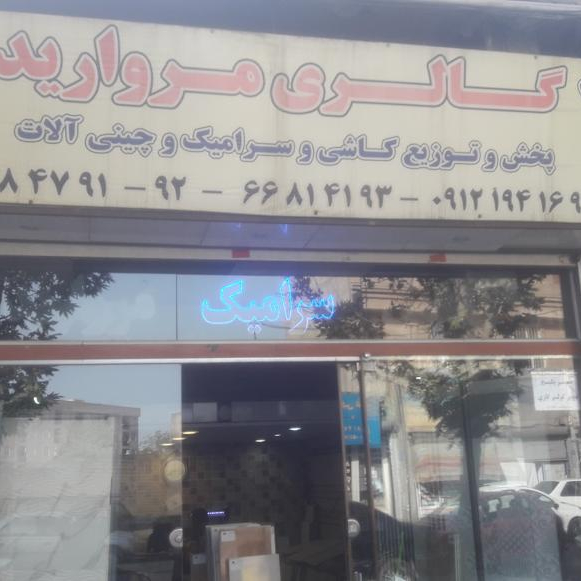 گالری مروارید
پخش و توزیع کاشی و سرامیک و چینی آلات
۸۴۷۹۱ - ۹۲ - ۶۶۸۱۴۱۹۳ - ۰۹۱۲۱۹۴۱۶۹
سرامیک